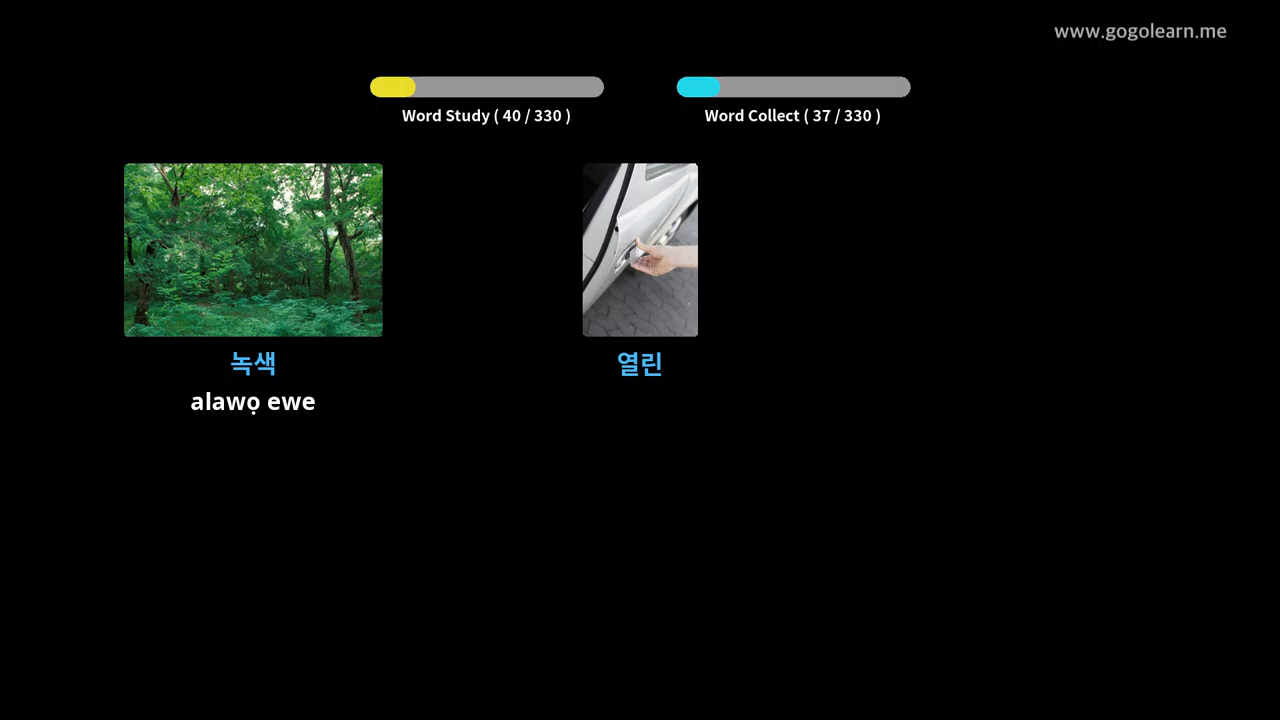 www.gogolearn.me
Word Study ( 40 / 330 )
Word Collect ( 37 / 330 )
녹색
alawọ ewe
열린